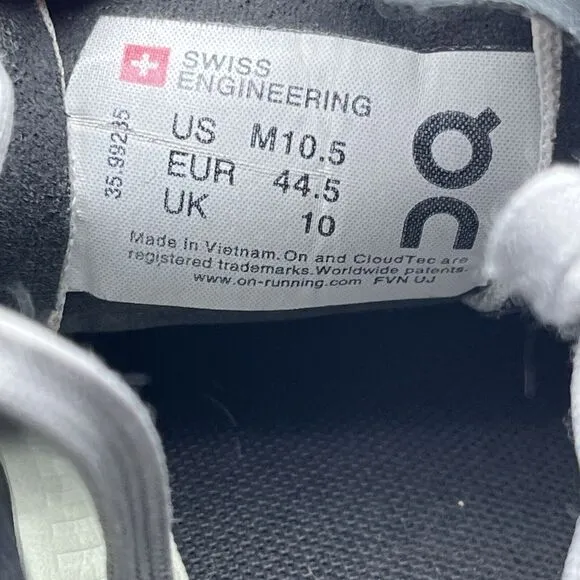 SWISS
ENGINEERING
35.99235
US M10.5
EUR 44.5
UK 10
Made in Vietnam. On and CloudTec are
registered trademarks. Worldwide patents.
www.on-running.com FVN UJ